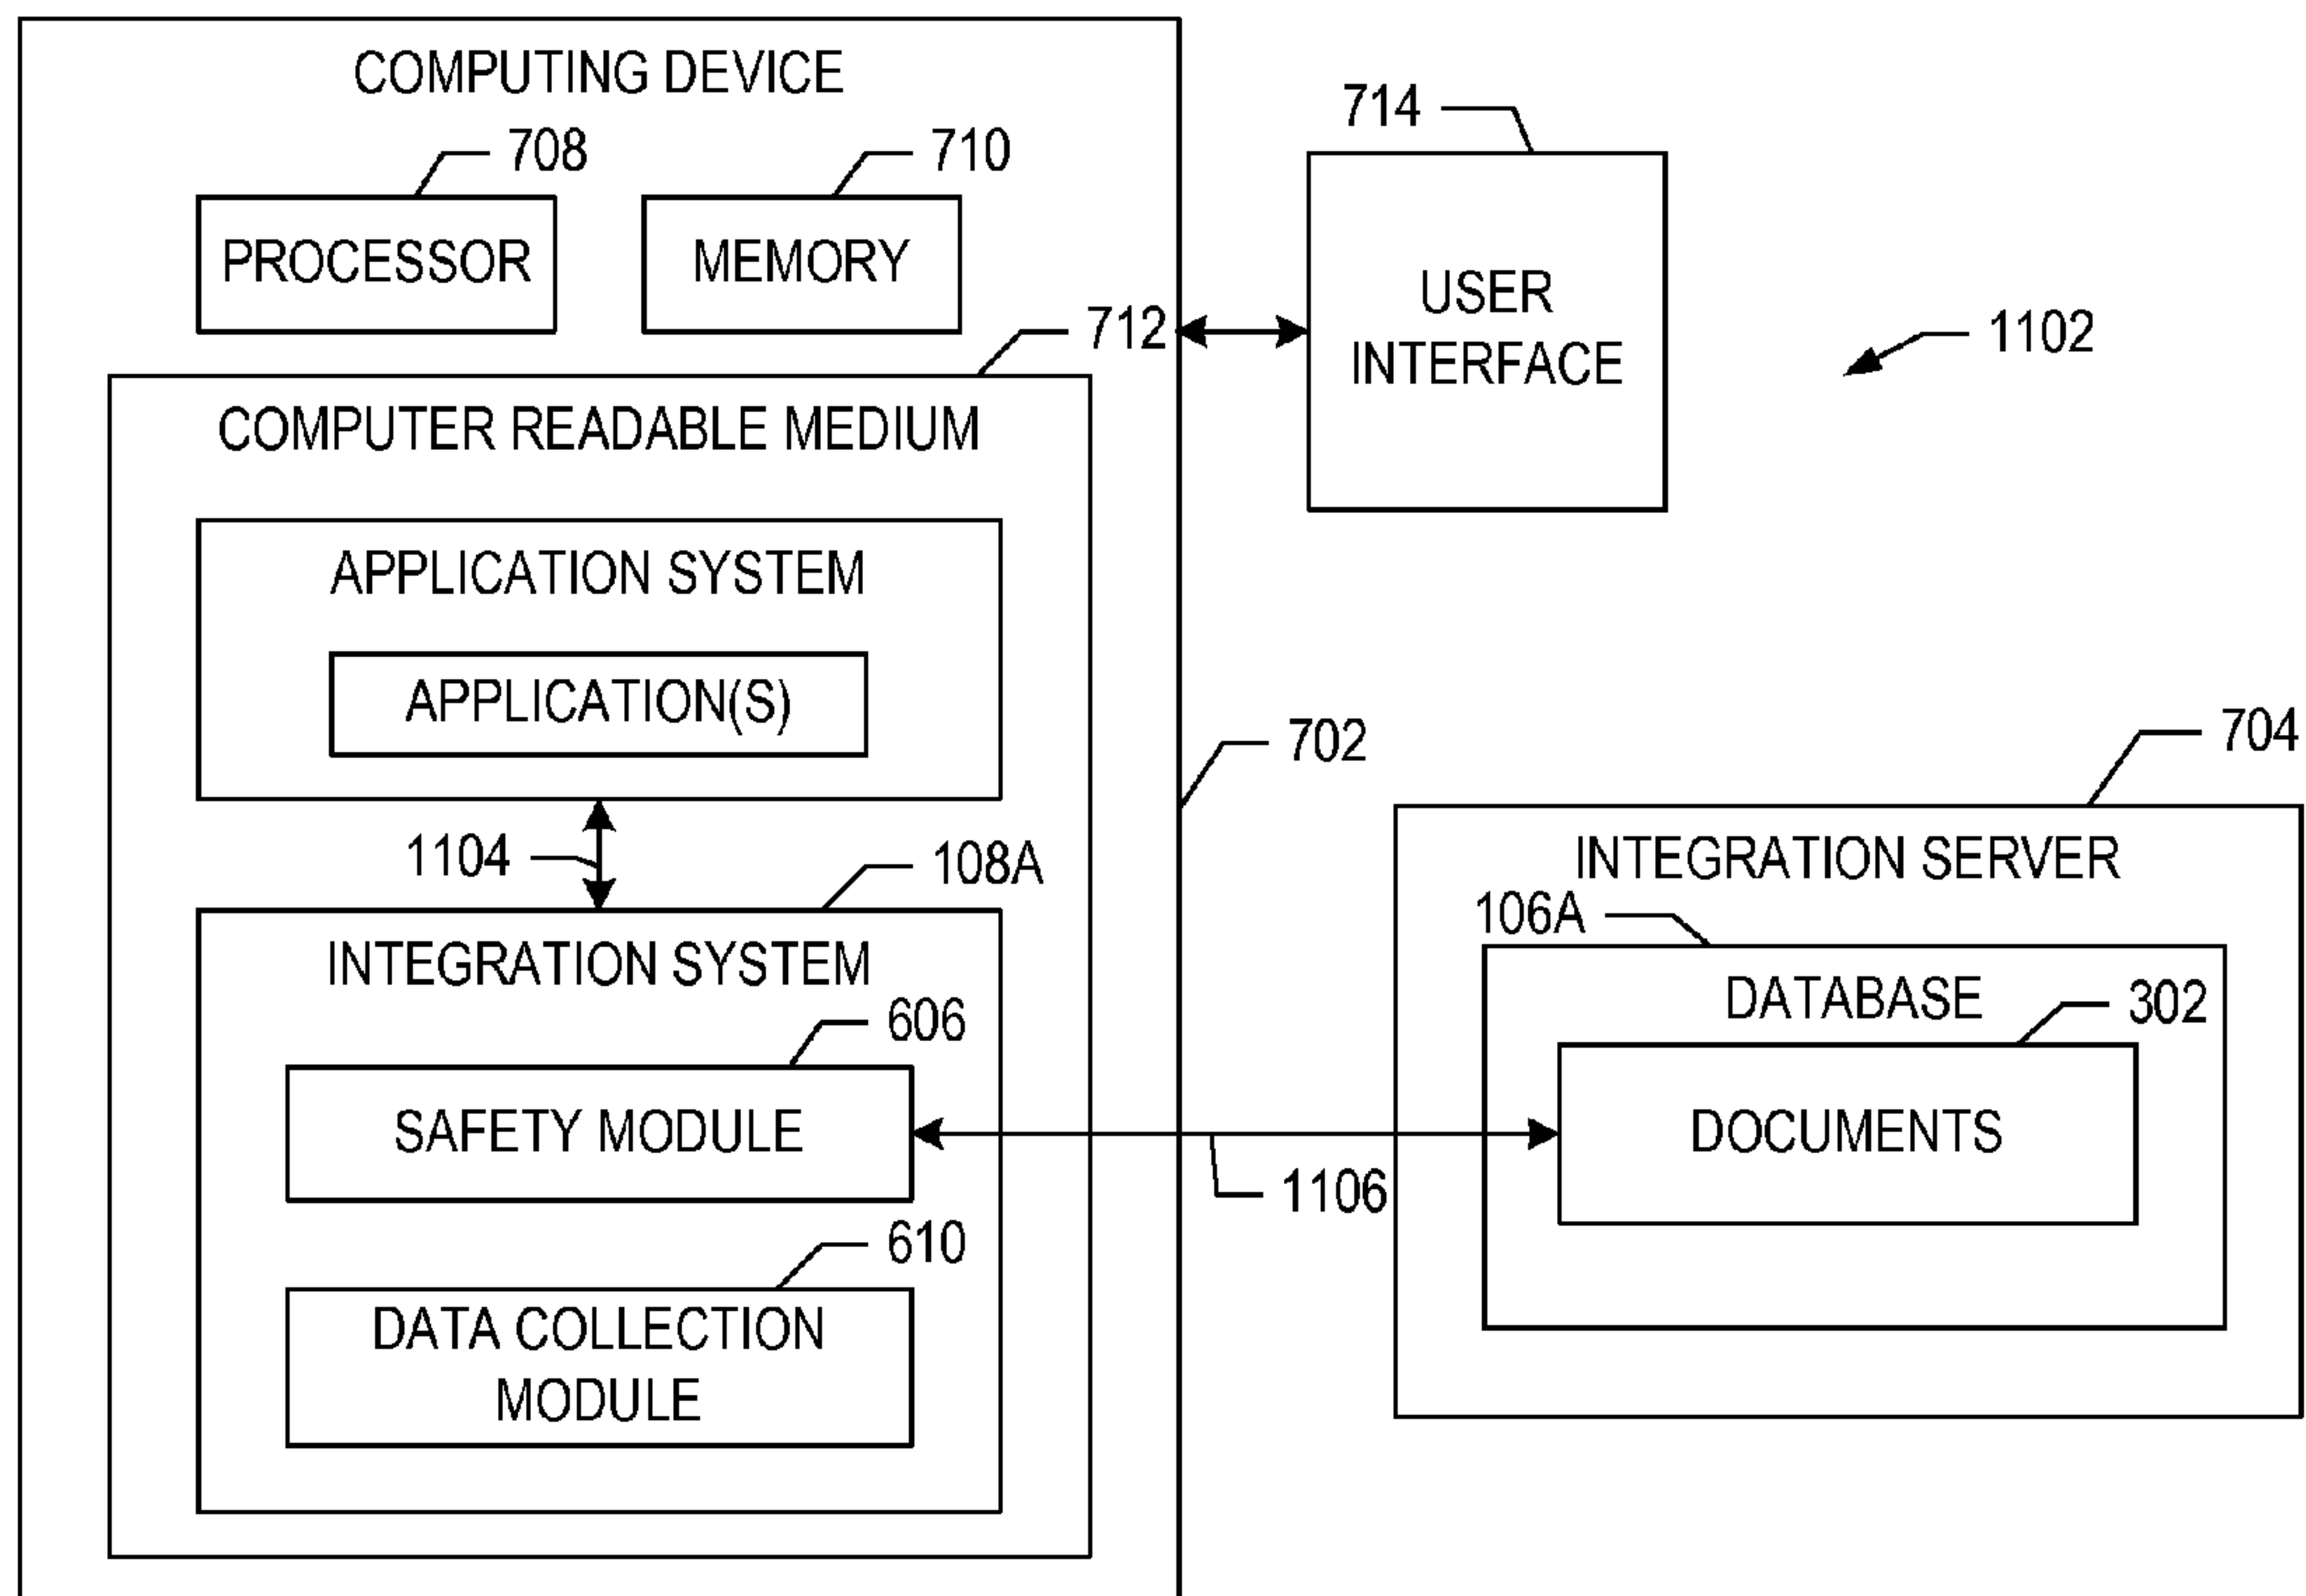 COMPUTING DEVICE
708
710
PROCESSOR
MEMORY
712
COMPUTER READABLE MEDIUM
APPLICATION SYSTEM
APPLICATION(S)
1104
108A
INTEGRATION SYSTEM
606
SAFETY MODULE
610
DATA COLLECTION
MODULE
714
USER
INTERFACE
1102
702
704
INTEGRATION SERVER
106A
DATABASE
302
DOCUMENTS
1106